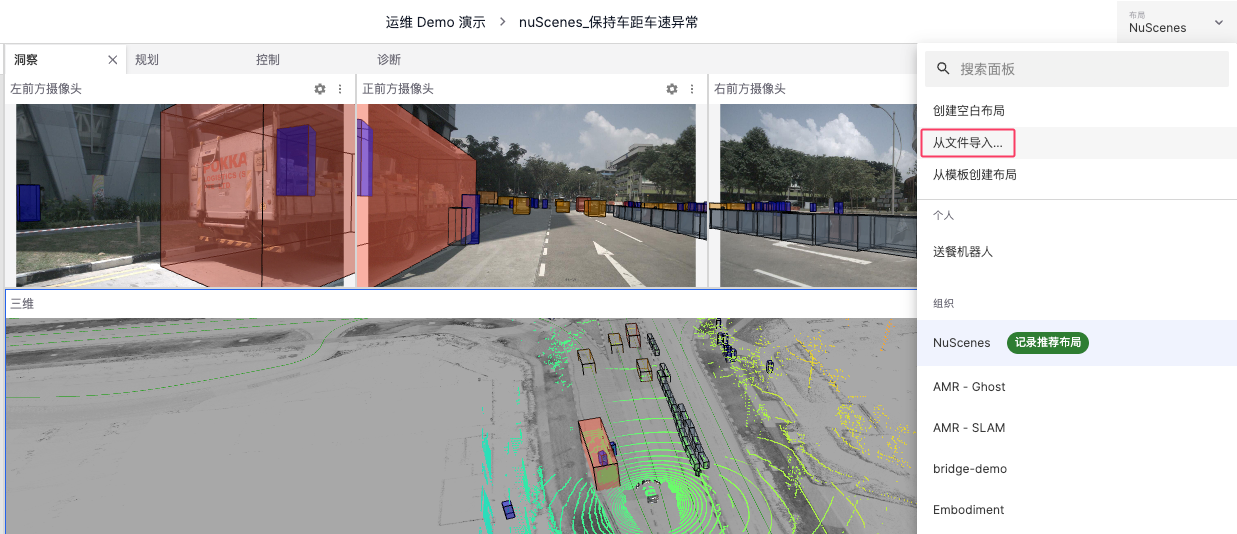 运维 Demo 演示 > nuScenes_保持车距车速异常
布局
NuScenes
洞察
规划
控制
诊断
搜索面板
左前方摄像头
正前方摄像头
右前方摄像头
创建空白布局
从文件导入...
从模板创建布局
POKKA
个人
送餐机器人
组织
三维
NuScenes 记录推荐布局
AMR - Ghost
AMR - SLAM
bridge-demo
Embodiment